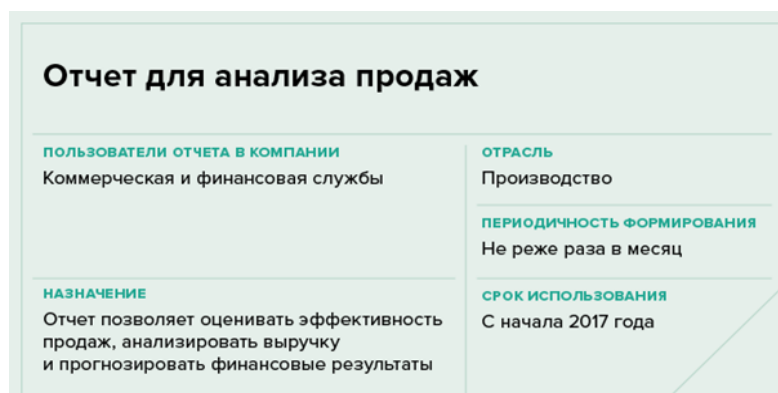 Отчет для анализа продаж
ПОЛЬЗОВАТЕЛИ ОТЧЕТА В КОМПАНИИ
Коммерческая и финансовая службы
НАЗНАЧЕНИЕ
Отчет позволяет оценивать эффективность
продаж, анализировать выручку
и прогнозировать финансовые результаты
ОТРАСЛЬ
Производство
ПЕРИОДИЧНОСТЬ ФОРМИРОВАНИЯ
Не реже раза в месяц
СРОК ИСПОЛЬЗОВАНИЯ
С начала 2017 года